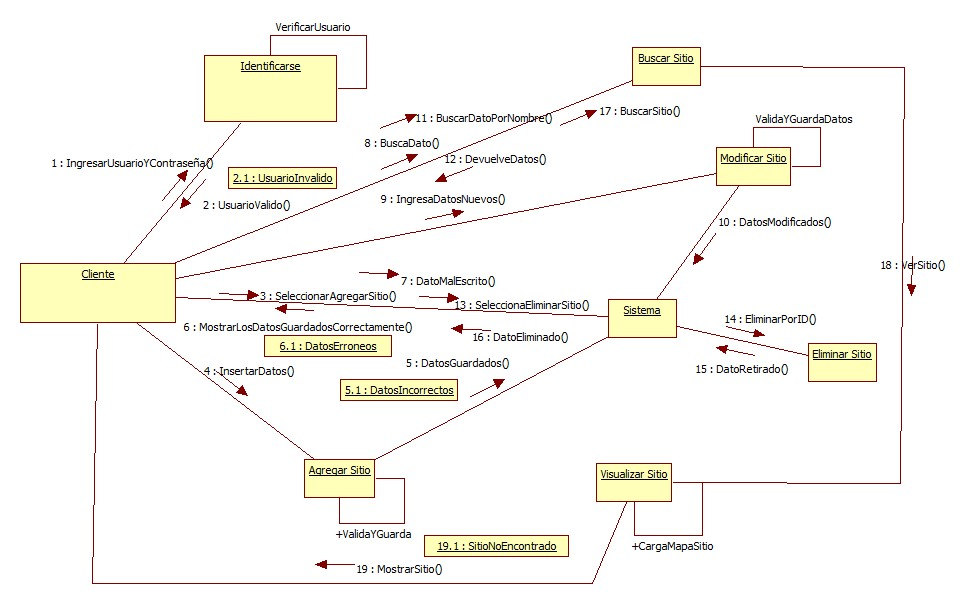 VerificarUsuario
Identificarse
Buscar Sitio
11 : BuscarDatoPorNombre()
17 : BuscarSitio()
ValidaYGuardaDatos
8 : BuscaDato()
1 : IngresarUsuarioYContraseña()
12 : DevuelveDatos()
Modificar Sitio
2.1 : UsuarioInvalido
2 : UsuarioValido()
9 : IngresaDatosNuevos()
10 : DatosModificados()
18 : VerSitio()
Cliente
7 : DatoMalEscrito()
3 : SeleccionarAgregarSitio()
13 : SeleccionaEliminarSitio()
Sistema
6 : MostrarLosDatosGuardadosCorrectamente()
14 : EliminarPorID()
16 : DatoEliminado()
6.1 : DatosErroneos
Eliminar Sitio
4 : InsertarDatos()
5 : DatosGuardados()
15 : DatoRetirado()
5.1 : DatosIncorrectos
Agregar Sitio
Visualizar Sitio
+ValidaYGuarda
19.1 : SitioNoEncontrado
+CargaMapaSitio
19 : MostrarSitio()